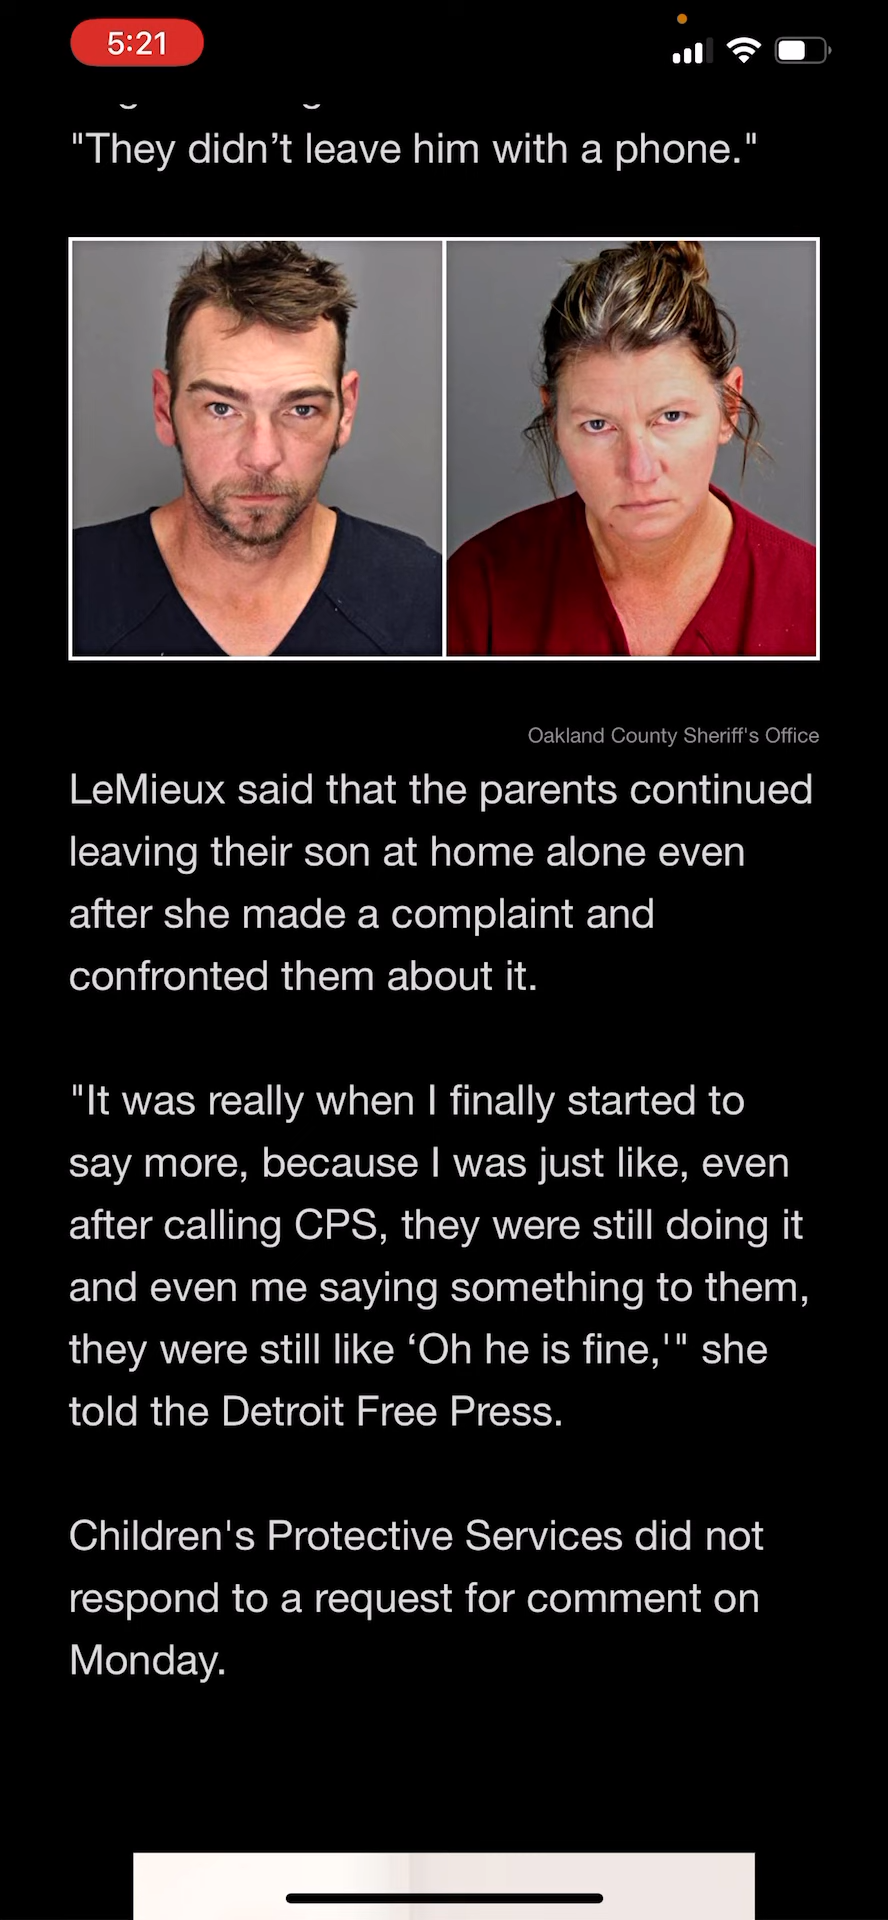 5:21
"They didn’t leave him with a phone."
Oakland County Sheriff's Office
LeMieux said that the parents continued
leaving their son at home alone even
after she made a complaint and
confronted them about it.
"It was really when I finally started to
say more, because I was just like, even
after calling CPS, they were still doing it
and even me saying something to them,
they were still like ‘Oh he is fine,'" she
told the Detroit Free Press.
Children's Protective Services did not
respond to a request for comment on
Monday.